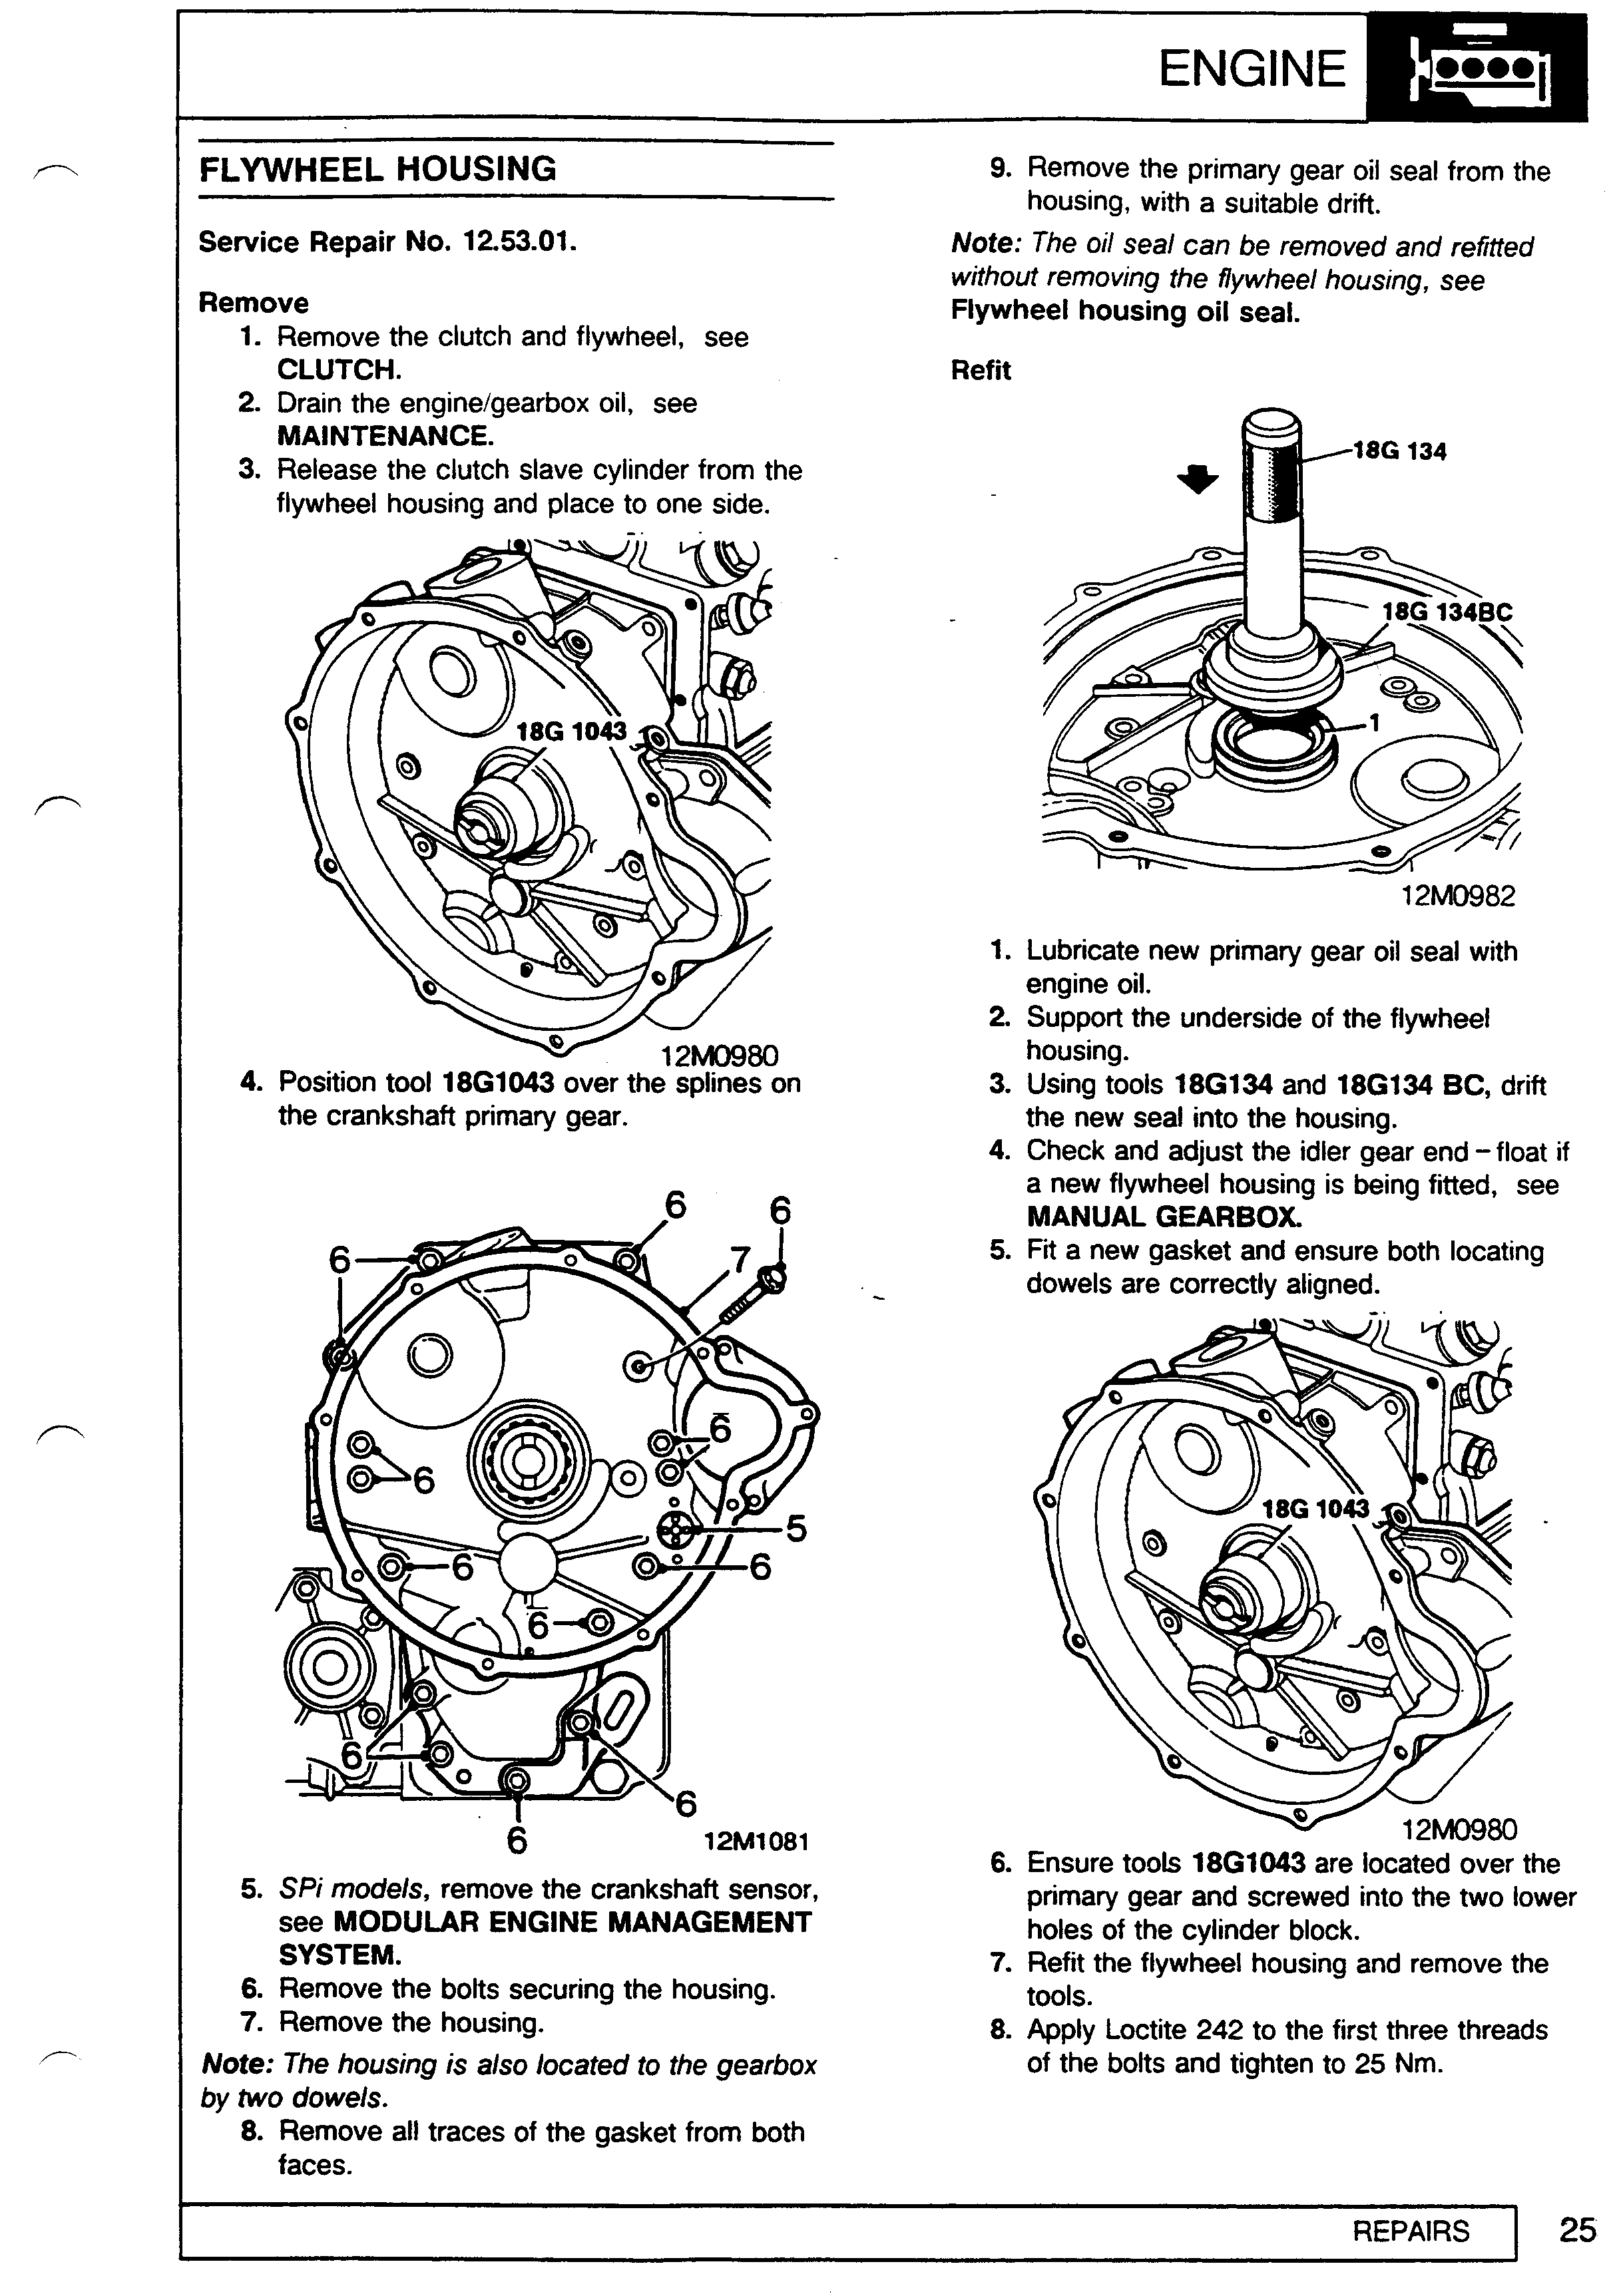 ENGINE
FLYWHEEL HOUSING
Service Repair No. 12.53.01.
Remove
1. Remove the clutch and flywheel, see
CLUTCH.
2. Drain the engine/gearbox oil, see
MAINTENANCE.
3. Release the clutch slave cylinder from the
flywheel housing and place to one side.
18G 1043
12M0980
4. Position tool 18G1043 over the splines on
the crankshaft primary gear.
6
6
6
7
6
6
5
6
6
6
6
6
6
12M1081
5. SPi models, remove the crankshaft sensor,
see MODULAR ENGINE MANAGEMENT
SYSTEM.
6. Remove the bolts securing the housing.
7. Remove the housing.
Note: The housing is also located to the gearbox
by two dowels.
8. Remove all traces of the gasket from both
faces.
9. Remove the primary gear oil seal from the
housing, with a suitable drift.
Note: The oil seal can be removed and refitted
without removing the flywheel housing, see
Flywheel housing oil seal.
Refit
18G 134
18G 134BC
1
12M0982
1. Lubricate new primary gear oil seal with
engine oil.
2. Support the underside of the flywheel
housing.
3. Using tools 18G134 and 18G134 BC, drift
the new seal into the housing.
4. Check and adjust the idler gear end-float if
a new flywheel housing is being fitted, see
MANUAL GEARBOX.
5. Fit a new gasket and ensure both locating
dowels are correctly aligned.
18G 1043
12M0980
6. Ensure tools 18G1043 are located over the
primary gear and screwed into the two lower
holes of the cylinder block.
7. Refit the flywheel housing and remove the
tools.
8. Apply Loctite 242 to the first three threads
of the bolts and tighten to 25 Nm.
REPAIRS
25